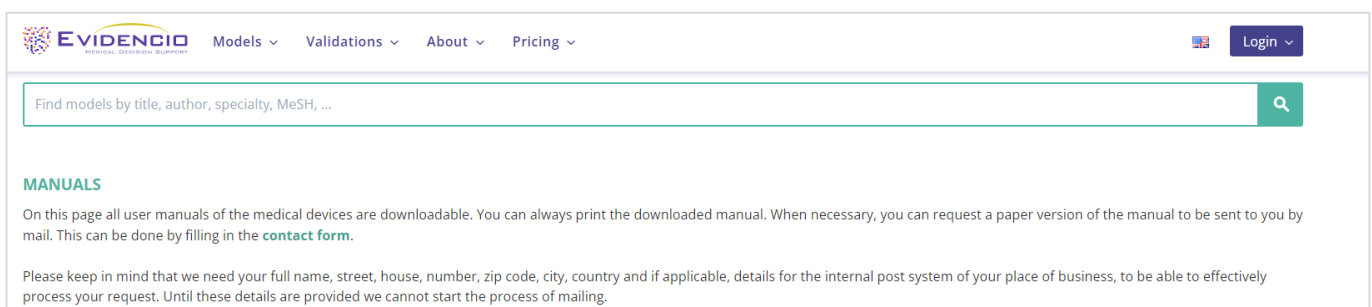 EVIDENCIO
MEDICAL DECISION SUPPORT
Models
Validations
About
Pricing
Login
Find models by title, author, specialty, MeSH, ...
MANUALS
On this page all user manuals of the medical devices are downloadable. You can always print the downloaded manual. When necessary, you can request a paper version of the manual to be sent to you by
mail. This can be done by filling in the contact form.
Please keep in mind that we need your full name, street, house, number, zip code, city, country and if applicable, details for the internal post system of your place of business, to be able to effectively
process your request. Until these details are provided we cannot start the process of mailing.